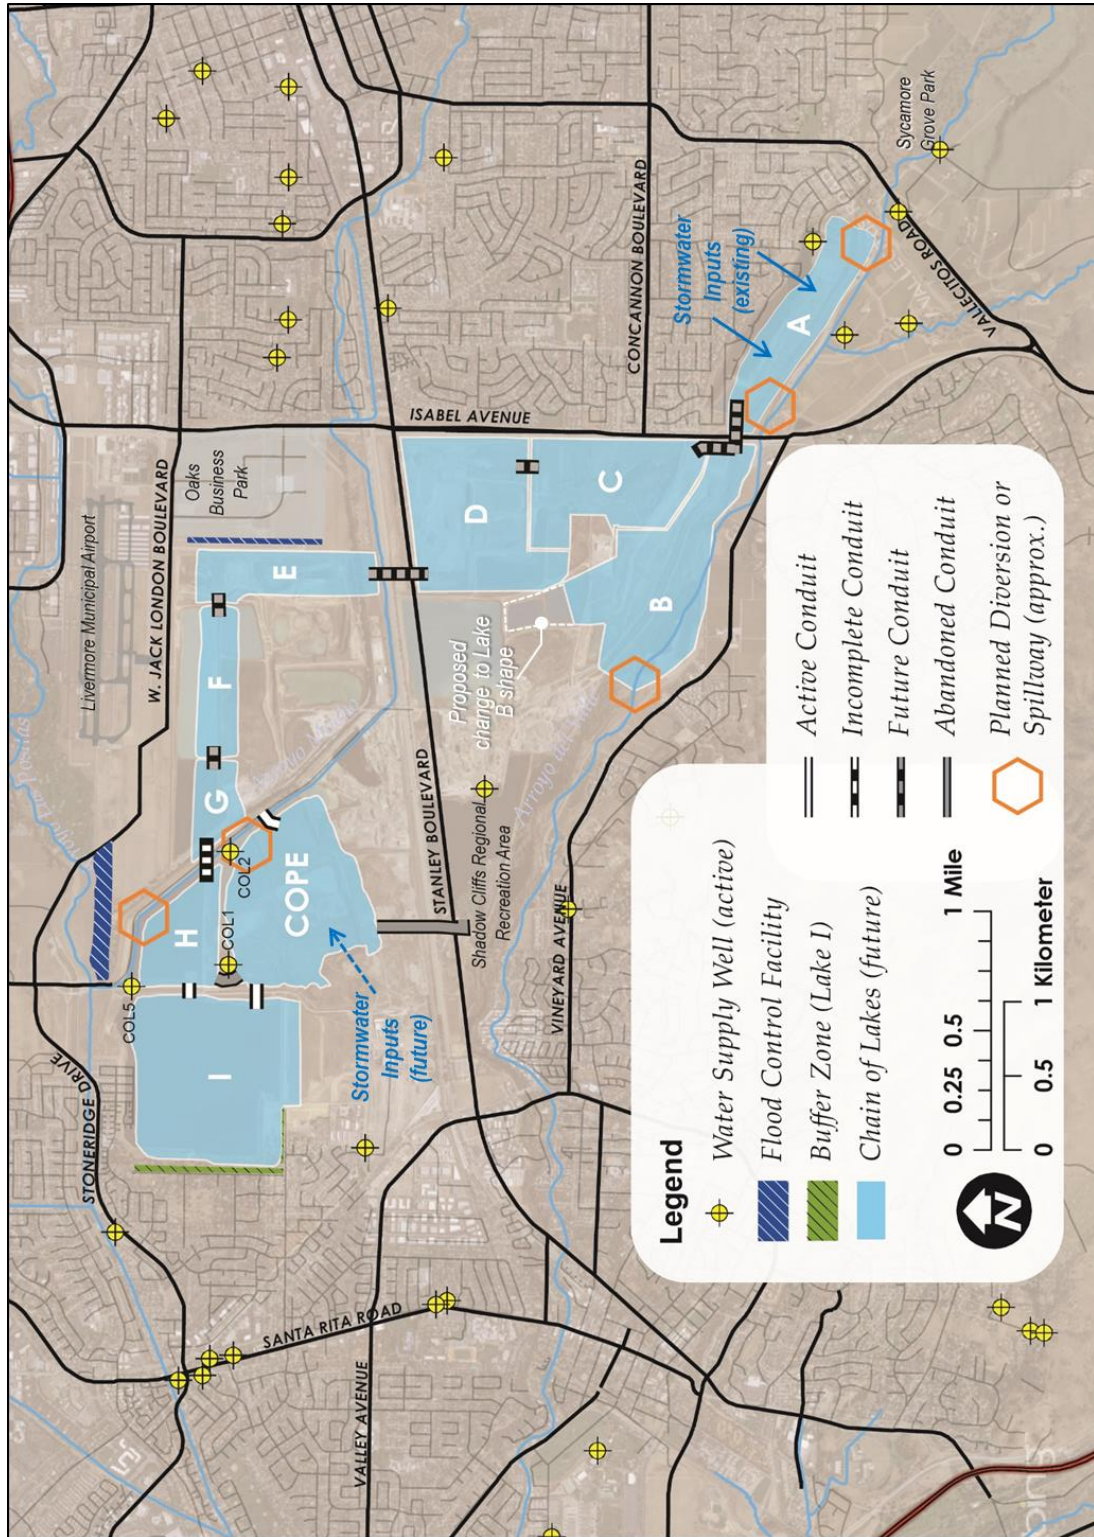 Livermore Municipal Airport
W. JACK LONDON BOULEVARD
Oaks
Business
Park
STONERIDGE DRIVE
SANTA RITA ROAD
VALLEY AVENUE
STANLEY BOULEVARD
ISABEL AVENUE
CONCANNON BOULEVARD
VINEYARD AVENUE
VALLECITOS ROAD
Sycamore
Grove Park
Shadow Cliffs Regional
Recreation Area
COL5
COL1
COL2
I
H
COPE
G
F
E
D
C
B
A
Stormwater
Inputs
(future)
Stormwater
Inputs
(existing)
Proposed
change to Lake
B shape
Legend
Water Supply Well (active)
Flood Control Facility
Buffer Zone (Lake I)
Chain of Lakes (future)
Active Conduit
Incomplete Conduit
Future Conduit
Abandoned Conduit
Planned Diversion or
Spillway (approx.)
N
0 0.25 0.5 1 Mile
0 0.5 1 Kilometer